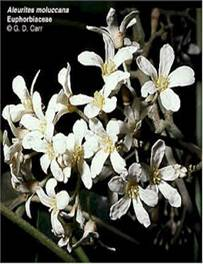 Aleurites moluccana
Euphorbiaceae
© G. D. Carr